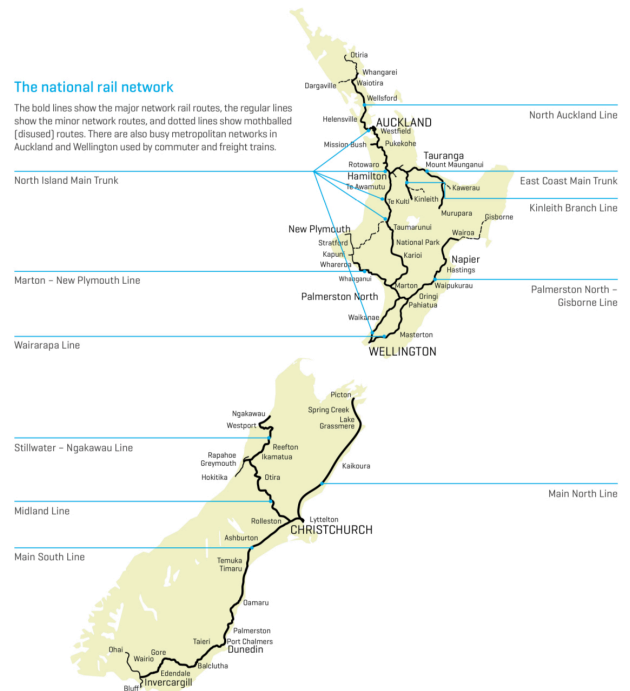 The national rail network
The bold lines show the major network rail routes, the regular lines
show the minor network routes, and dotted lines show mothballed
(disused) routes. There are also busy metropolitan networks in
Auckland and Wellington used by commuter and freight trains.
Otiria
Whangarei
Dargaville
Waiotira
Wellsford
North Auckland Line
Helensville
AUCKLAND
Westfield
Mission Bush
Pukekohe
Tauranga
Rotowaro
Mount Maunganui
North Island Main Trunk
Hamilton
East Coast Main Trunk
Te Awamutu
Kawerau
Te Kuiti
Kinleith
Kinleith Branch Line
Murupara
Gisborne
New Plymouth
Taumarunui
Wairoa
Stratford
National Park
Kapuni
Karioi
Napier
Whareroa
Hastings
Marton – New Plymouth Line
Whanganui
Marton
Waipukurau
Palmerston North –
Gisborne Line
Palmerston North
Dringi
Pahiatua
Waikanae
Masterton
Wairarapa Line
WELLINGTON
Picton
Ngakawau
Spring Creek
Westport
Lake
Grassmere
Stillwater – Ngakawau Line
Reefton
Rapahoe
Ikamatua
Greymouth
Kaikoura
Hokitika
Otira
Main North Line
Midland Line
Rolleston
Lyttelton
CHRISTCHURCH
Ashburton
Main South Line
Temuka
Timaru
Oamaru
Palmerston
Taieri
Port Chalmers
Dunedin
Ohai
Gore
Wairio
Balclutha
Edendale
Invercargill
Bluff